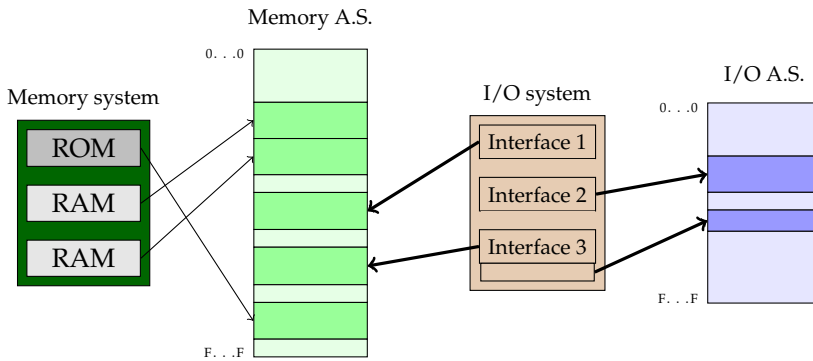 Memory A.S.
0. . .0
I/O A.S.
Memory system
I/O system
0. . .0
ROM
Interface 1
RAM
Interface 2
RAM
Interface 3
F. . .F
F. . .F